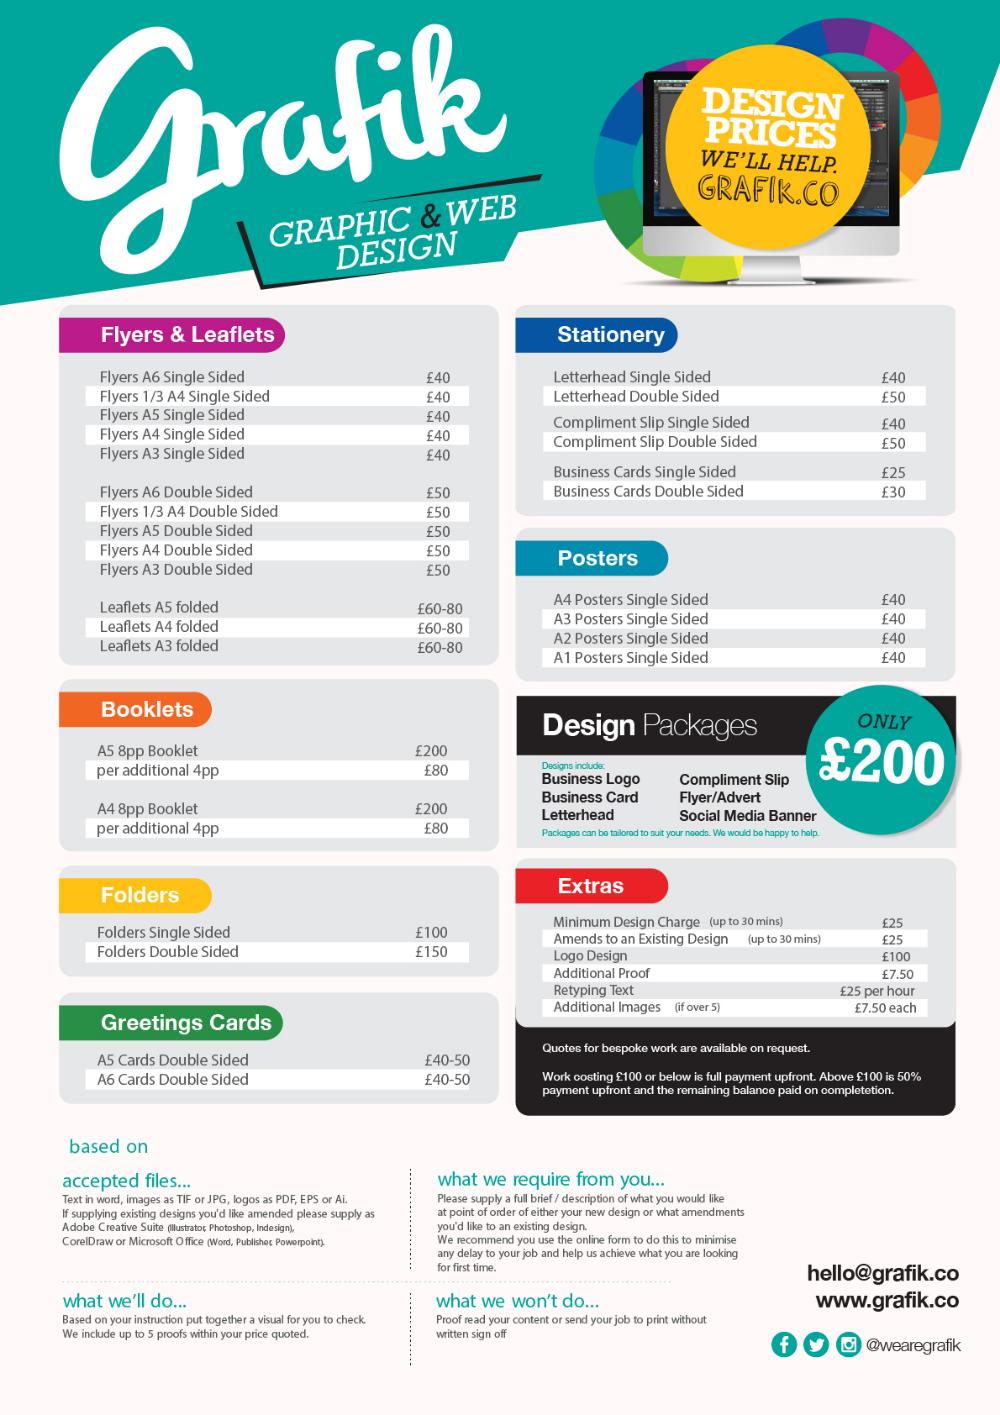 Grafik
GRAPHIC & WEB
DESIGN
DESIGN
PRICES
WE'LL HELP.
GRAFIK.CO
Flyers & Leaflets
Flyers A6 Single Sided £40
Flyers 1/3 A4 Single Sided £40
Flyers A5 Single Sided £40
Flyers A4 Single Sided £40
Flyers A3 Single Sided £40
Flyers A6 Double Sided £50
Flyers 1/3 A4 Double Sided £50
Flyers A5 Double Sided £50
Flyers A4 Double Sided £50
Flyers A3 Double Sided £50
Leaflets A5 folded £60-80
Leaflets A4 folded £60-80
Leaflets A3 folded £60-80
Booklets
A5 8pp Booklet £200
per additional 4pp £80
A4 8pp Booklet £200
per additional 4pp £80
Folders
Folders Single Sided £100
Folders Double Sided £150
Greetings Cards
A5 Cards Double Sided £40-50
A6 Cards Double Sided £40-50
Stationery
Letterhead Single Sided £40
Letterhead Double Sided £50
Compliment Slip Single Sided £40
Compliment Slip Double Sided £50
Business Cards Single Sided £25
Business Cards Double Sided £30
Posters
A4 Posters Single Sided £40
A3 Posters Single Sided £40
A2 Posters Single Sided £40
A1 Posters Single Sided £40
Design Packages
ONLY
£200
Designs include:
Business Logo Compliment Slip
Business Card Flyer/Advert
Letterhead Social Media Banner
Packages can be tailored to suit your needs. We would be happy to help.
Extras
Minimum Design Charge (up to 30 mins) £25
Amends to an Existing Design (up to 30 mins) £25
Logo Design £100
Additional Proof £7.50
Retyping Text £25 per hour
Additional Images (if over 5) £7.50 each
Quotes for bespoke work are available on request.
Work costing £100 or below is full payment upfront. Above £100 is 50%
payment upfront and the remaining balance paid on completetion.
based on
accepted files...
Text in word, images as TIF or JPG, logos as PDF, EPS or Ai.
If supplying existing designs you'd like amended please supply as
Adobe Creative Suite (Illustrator, Photoshop, Indesign),
CorelDraw or Microsoft Office (Word, Publisher, Powerpoint).
what we require from you...
Please supply a full brief / description of what you would like
at point of order of either your new design or what amendments
you'd like to an existing design.
We recommend you use the online form to do this to minimise
any delay to your job and help us achieve what you are looking
for first time.
what we'll do...
Based on your instruction put together a visual for you to check.
We include up to 5 proofs within your price quoted.
what we won't do...
Proof read your content or send your job to print without
written sign off
hello@grafik.co
www.grafik.co
@wearegrafik